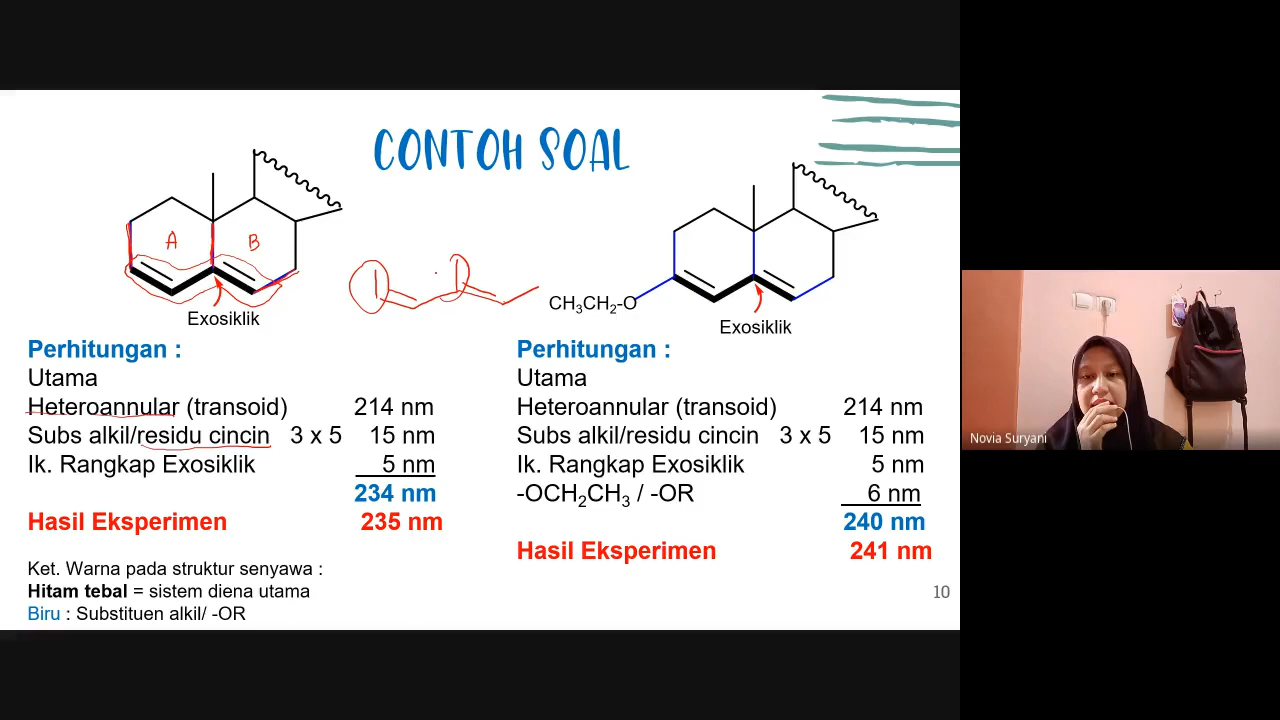 CONTOH SOAL
A
B
Exosiklik
CH₃CH₂-O
Exosiklik
Perhitungan :
Utama
Heteroannular (transoid) 214 nm
Subs alkil/residu cincin 3 x 5 15 nm
Ik. Rangkap Exosiklik 5 nm
234 nm
Hasil Eksperimen 235 nm
Ket. Warna pada struktur senyawa :
Hitam tebal = sistem diena utama
Biru : Substituen alkil/ -OR
Perhitungan :
Utama
Heteroannular (transoid) 214 nm
Subs alkil/residu cincin 3 x 5 15 nm
Ik. Rangkap Exosiklik 5 nm
-OCH₂CH₃ / -OR 6 nm
240 nm
Hasil Eksperimen 241 nm
10
Novia Suryani